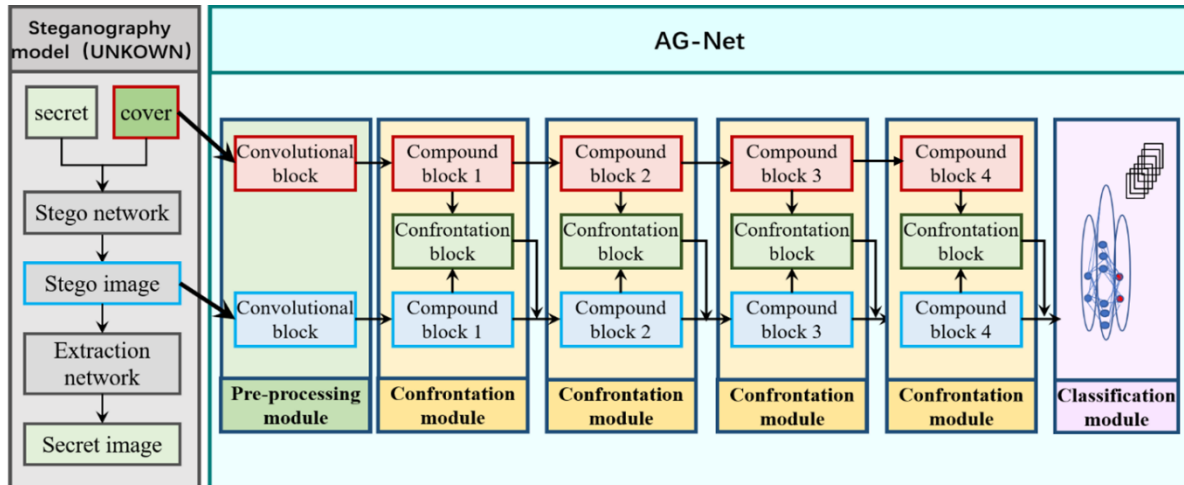 Steganography
model（UNKOWN）
secret
cover
Stego network
Stego image
Extraction
network
Secret image
AG-Net
Convolutional
block
Compound
block 1
Compound
block 2
Compound
block 3
Compound
block 4
Confrontation
block
Confrontation
block
Confrontation
block
Confrontation
block
Convolutional
block
Compound
block 1
Compound
block 2
Compound
block 3
Compound
block 4
Pre-processing
module
Confrontation
module
Confrontation
module
Confrontation
module
Confrontation
module
Classification
module